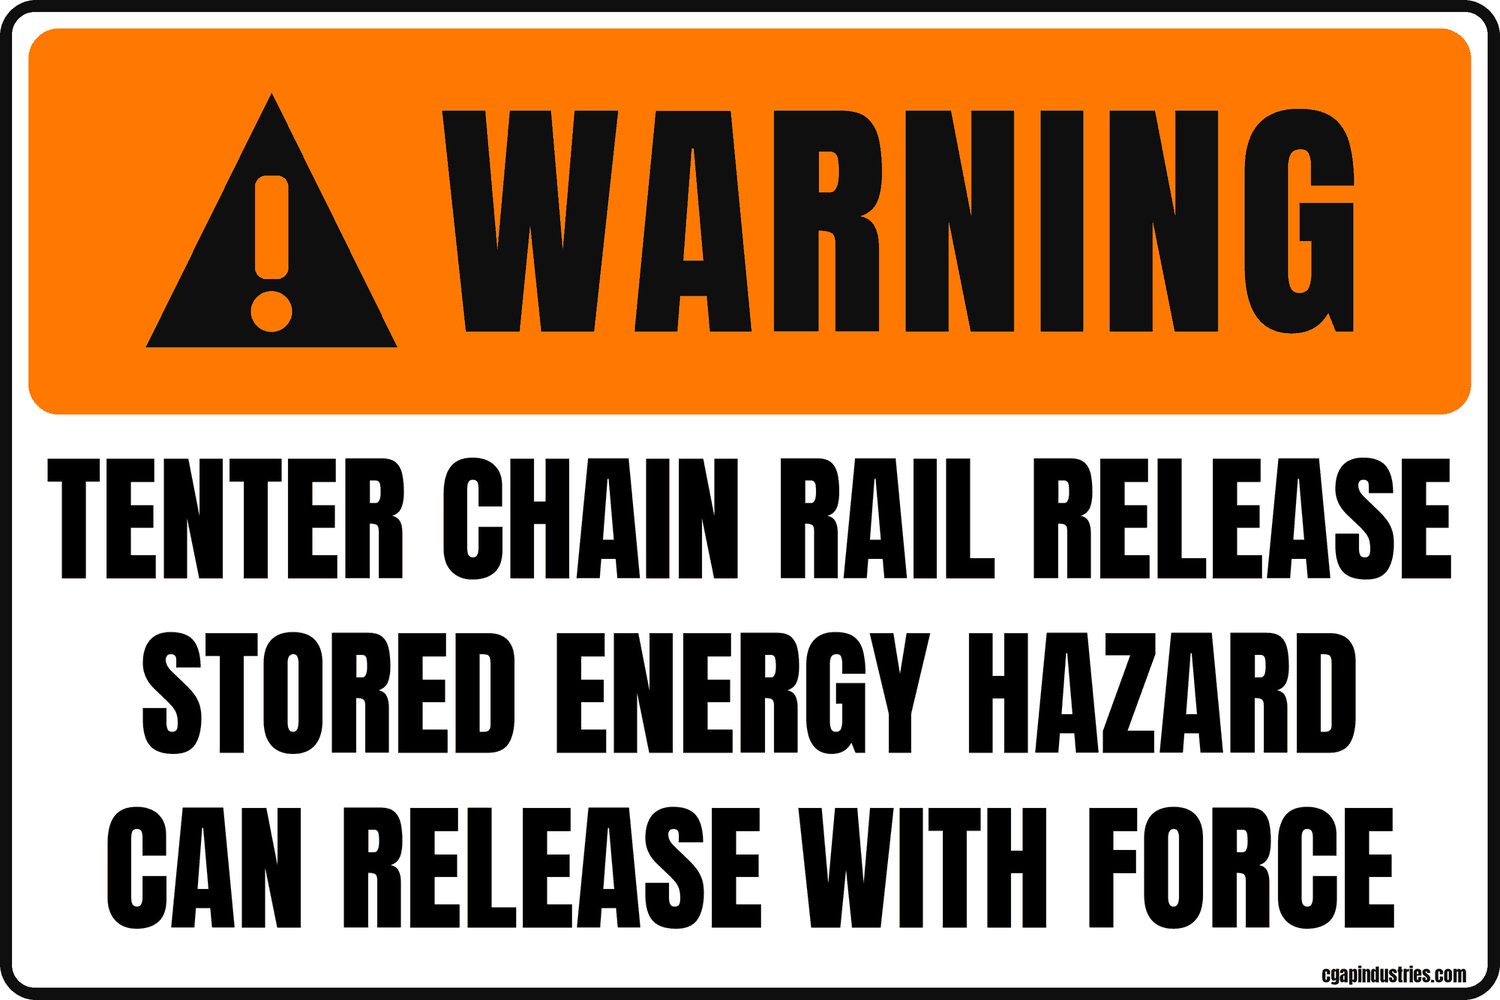 WARNING
TENTER CHAIN RAIL RELEASE
STORED ENERGY HAZARD
CAN RELEASE WITH FORCE
cgapindustries.com